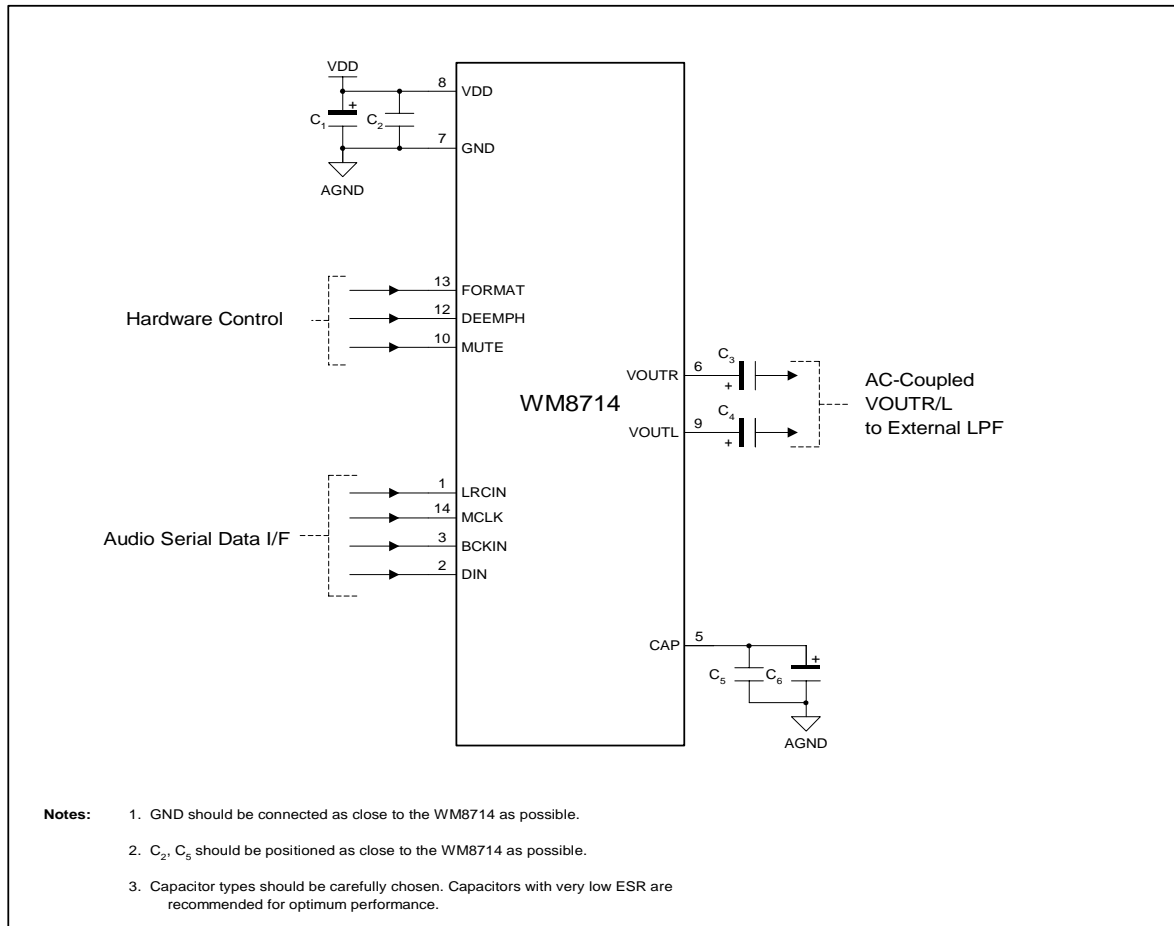 VDD
8
VDD
+
C1
C2
7
GND
AGND
13
FORMAT
Hardware Control
12
DEEMPH
10
MUTE
WM8714
VOUTR
6
C3
+
VOUTL
9
C4
+
AC-Coupled
VOUTR/L
to External LPF
1
LRCIN
14
MCLK
Audio Serial Data I/F
3
BCKIN
2
DIN
CAP
5
+
C5
C6
AGND
Notes: 1. GND should be connected as close to the WM8714 as possible.
2. C2, C5 should be positioned as close to the WM8714 as possible.
3. Capacitor types should be carefully chosen. Capacitors with very low ESR are
recommended for optimum performance.